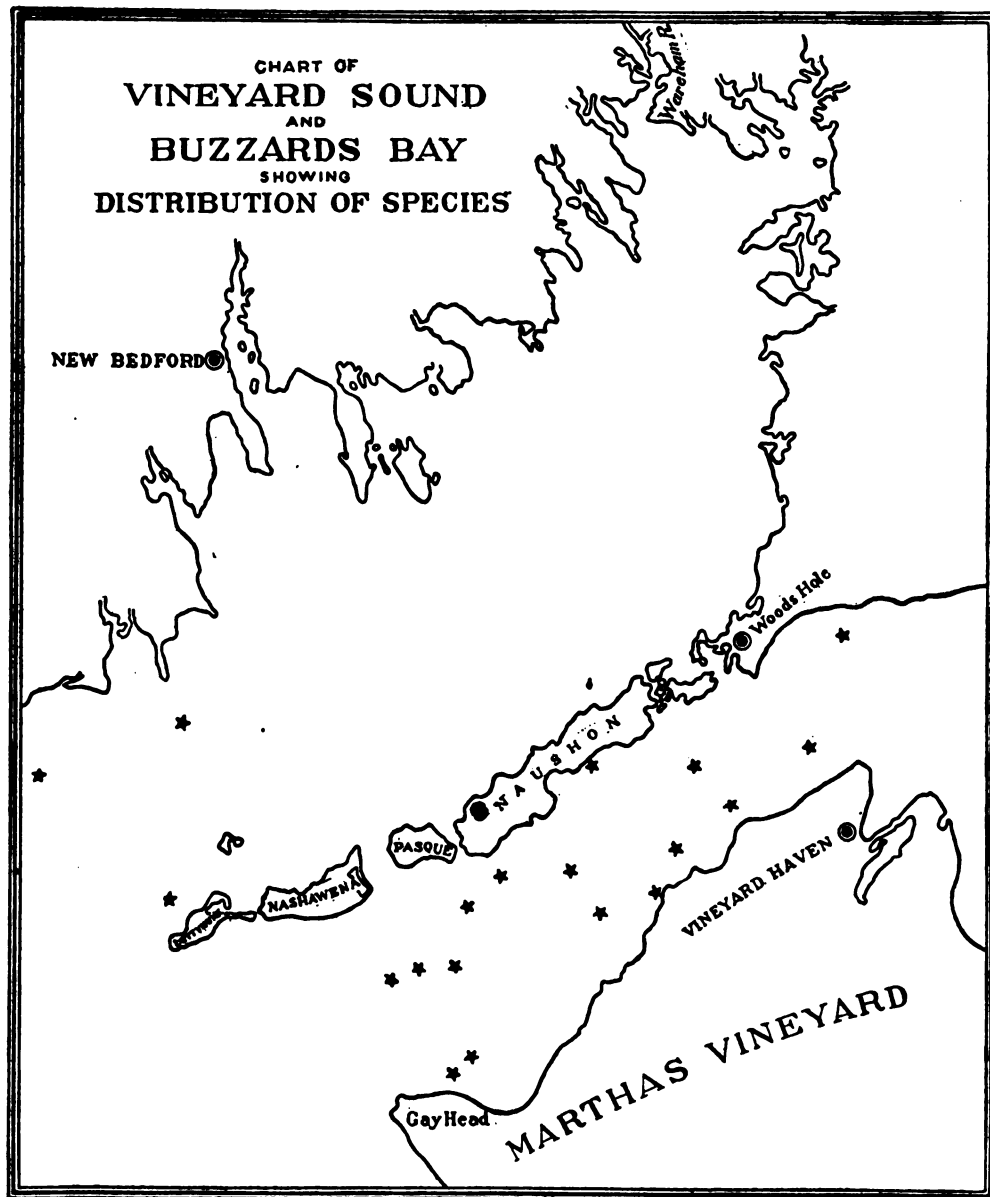 CHART OF
VINEYARD SOUND
AND
BUZZARDS BAY
SHOWING
DISTRIBUTION OF SPECIES
Wareham R.
NEW BEDFORD
Woods Hole
NAUSHON
PASQUE
NASHAWENA
VINEYARD HAVEN
MARTHAS VINEYARD
Gay Head